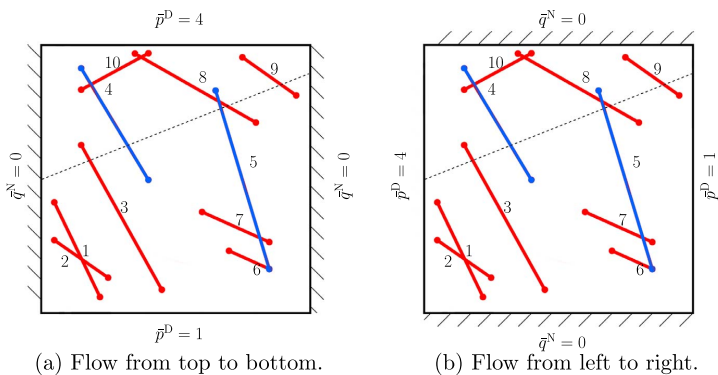 p̄ᴰ = 4
q̄ᴺ = 0
10
9
10
9
8
8
4
4
q̄ᴺ = 0
5
q̄ᴺ = 0
p̄ᴰ = 4
5
p̄ᴰ = 1
3
3
7
7
1
1
2
6
2
6
p̄ᴰ = 1
q̄ᴺ = 0
(a) Flow from top to bottom.
(b) Flow from left to right.